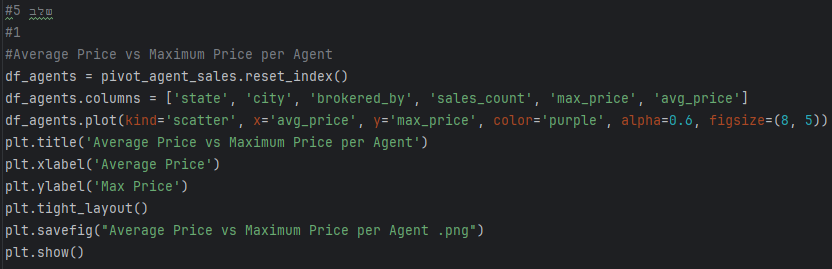 #5 שלב
#1
#Average Price vs Maximum Price per Agent
df_agents = pivot_agent_sales.reset_index()
df_agents.columns = ['state', 'city', 'brokered_by', 'sales_count', 'max_price', 'avg_price']
df_agents.plot(kind='scatter', x='avg_price', y='max_price', color='purple', alpha=0.6, figsize=(8, 5))
plt.title('Average Price vs Maximum Price per Agent')
plt.xlabel('Average Price')
plt.ylabel('Max Price')
plt.tight_layout()
plt.savefig("Average Price vs Maximum Price per Agent .png")
plt.show()